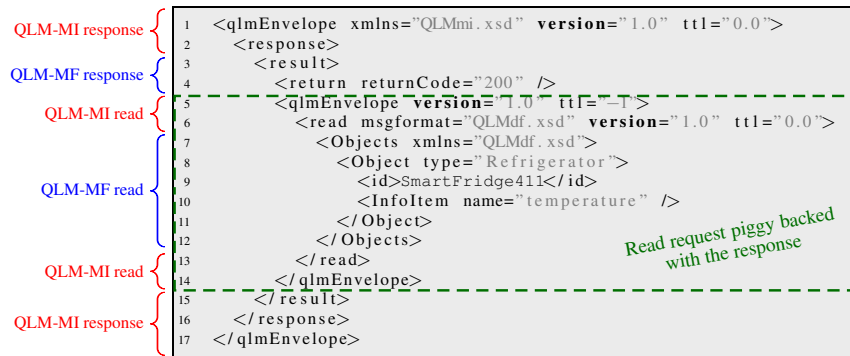 QLM-MI response
1 <qlmEnvelope xmlns="QLMmi.xsd" version="1.0" ttl="0.0">
2 <response>
QLM-MF response
3 <result>
4 <return returnCode="200" />
QLM-MI read
5 <qlmEnvelope version="1.0" ttl="-1">
6 <read msgformat="QLMdf.xsd" version="1.0" ttl="0.0">
QLM-MF read
7 <Objects xmlns="QLMdf.xsd">
8 <Object type="Refrigerator">
9 <id>SmartFridge411</id>
10 <InfoItem name="temperature" />
11 </Object>
12 </Objects>
Read request piggy backed
with the response
QLM-MI read
13 </read>
14 </qlmEnvelope>
QLM-MI response
15 </result>
16 </response>
17 </qlmEnvelope>